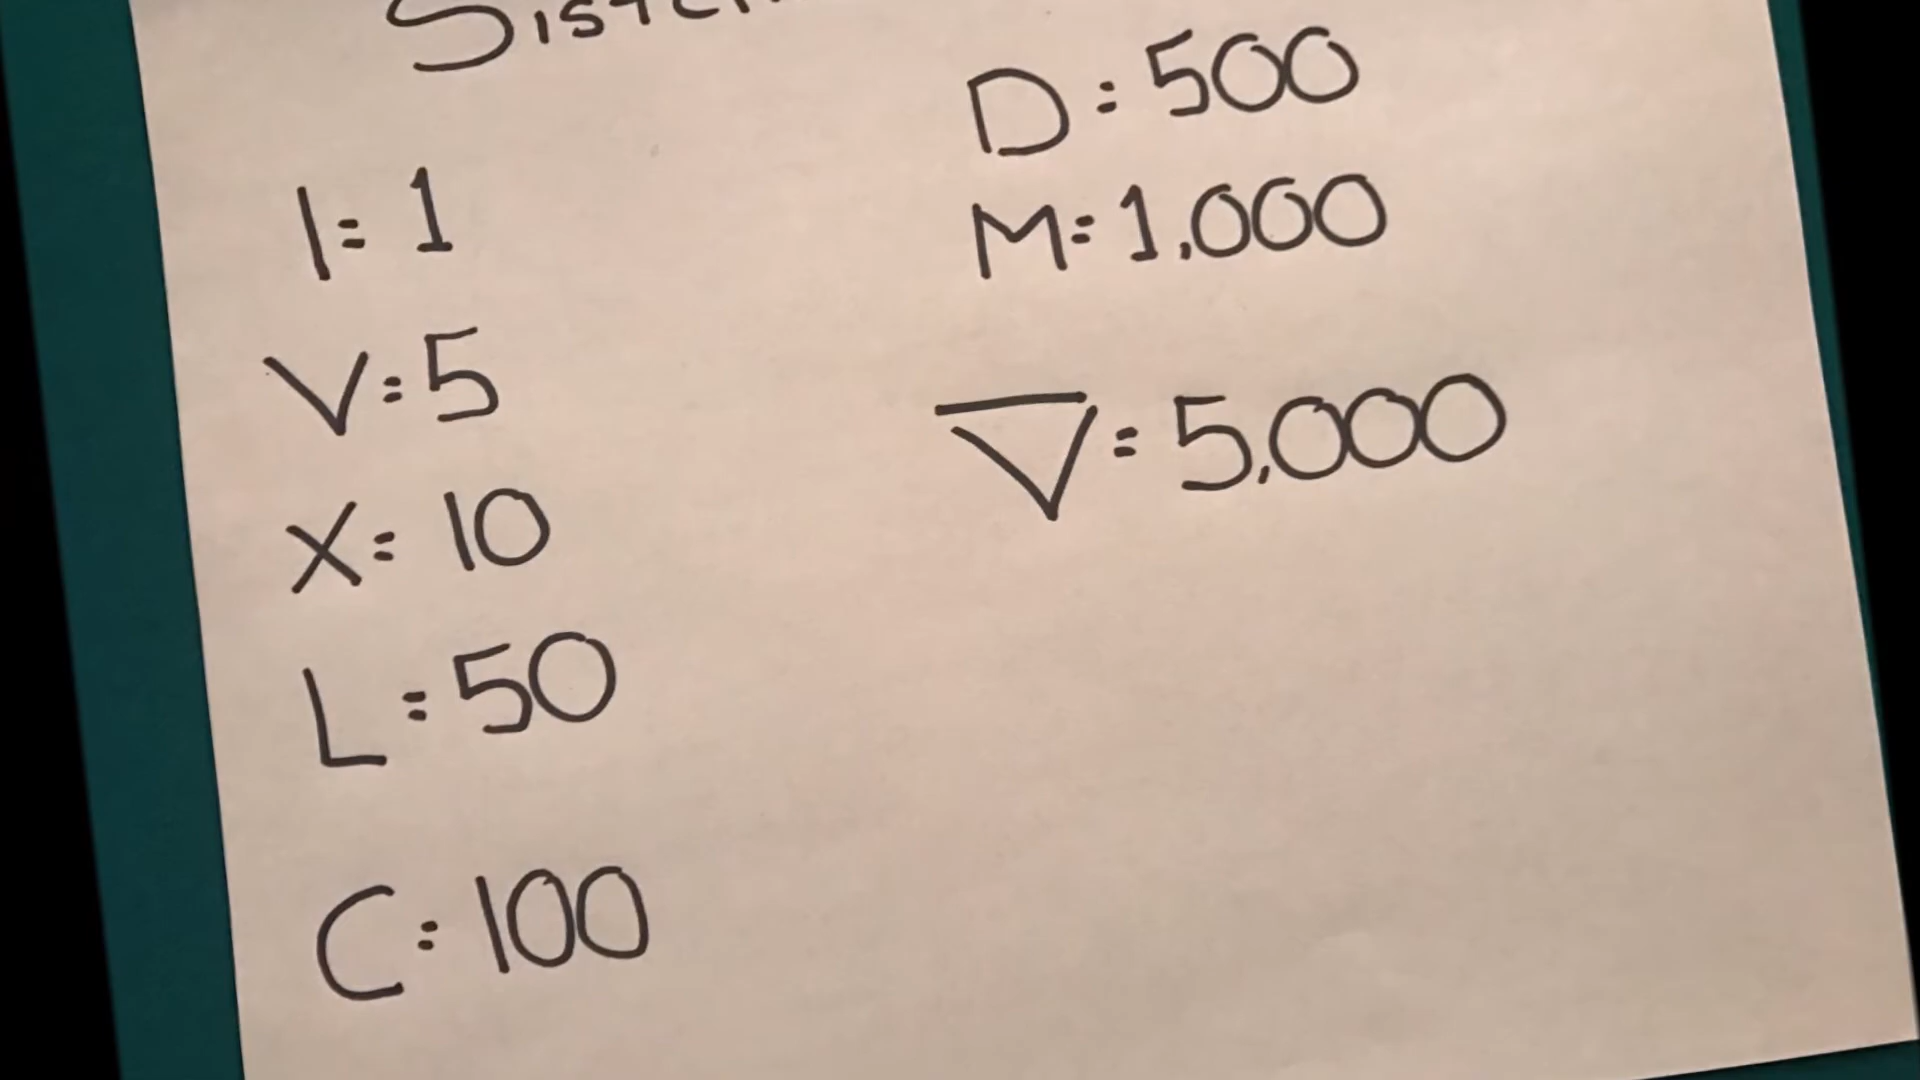 I = 1
V = 5
X = 10
L = 50
C = 100
D = 500
M = 1,000
V̅ = 5,000